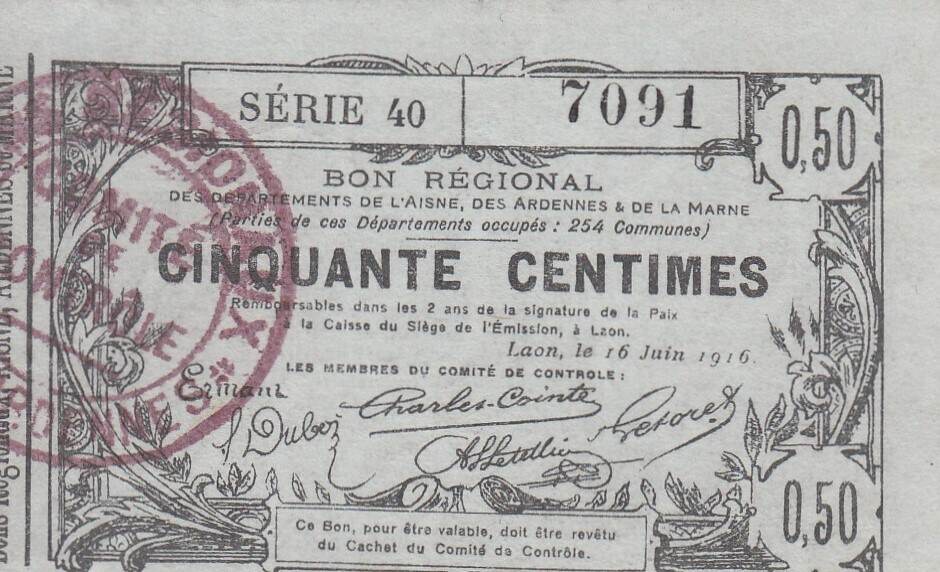 SÉRIE 40
7091
0,50
BON RÉGIONAL
DES DÉPARTEMENTS DE L'AISNE, DES ARDENNES & DE LA MARNE
(Parties de ces Départements occupés : 254 Communes)
CINQUANTE CENTIMES
Remboursables dans les 2 ans de la signature de la Paix
à la Caisse du Siège de l'Émission, à Laon.
Laon, le 16 Juin 1916.
LES MEMBRES DU COMITÉ DE CONTROLE :
Ermant
Charles-Cointe
Dubois
ASLetellier
0,50
Ce Bon, pour être valable, doit être revêtu
du Cachet du Comité de Contrôle.